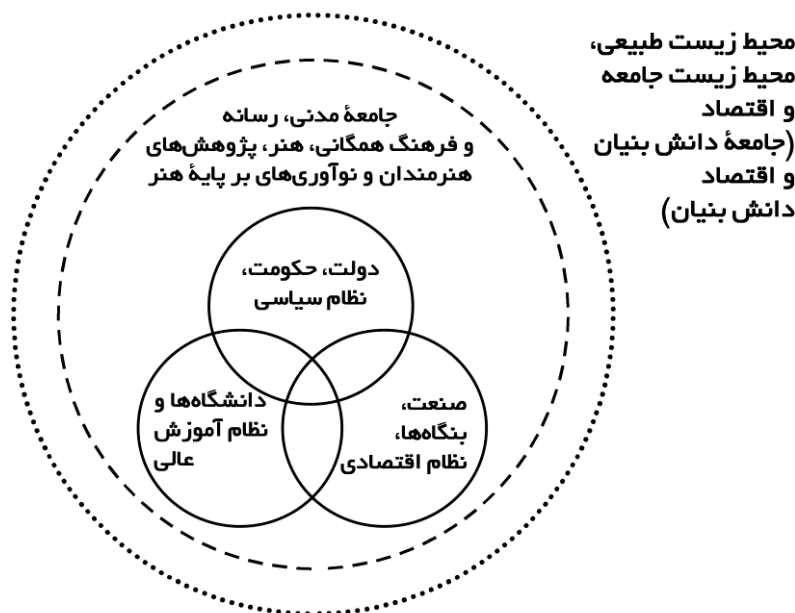 محیط زیست طبیعی،
محیط زیست جامعه
و اقتصاد
(جامعهٔ دانش بنیان
و اقتصاد
دانش بنیان)
جامعهٔ مدنی، رسانه
و فرهنگ همگانی، هنر، پژوهش‌های
هنرمندان و نوآوری‌های بر پایهٔ هنر
دولت، حکومت،
نظام سیاسی
صنعت،
بنگاه‌ها،
نظام اقتصادی
دانشگاه‌ها و
نظام آموزش
عالی